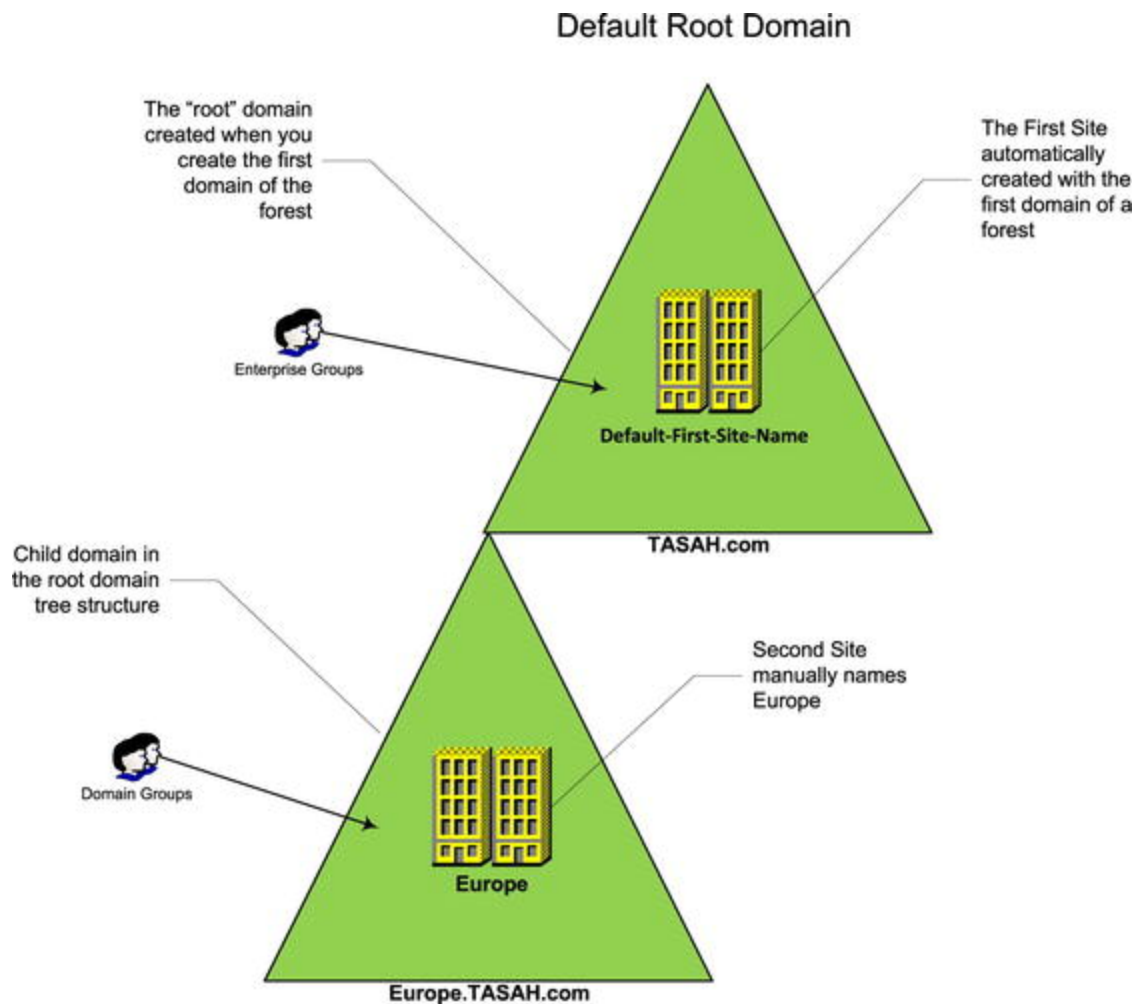 Default Root Domain
The “root” domain
created when you
create the first
domain of the
forest
The First Site
automatically
created with the
first domain of a
forest
Enterprise Groups
Default-First-Site-Name
TASAH.com
Child domain in
the root domain
tree structure
Second Site
manually names
Europe
Domain Groups
Europe
Europe.TASAH.com